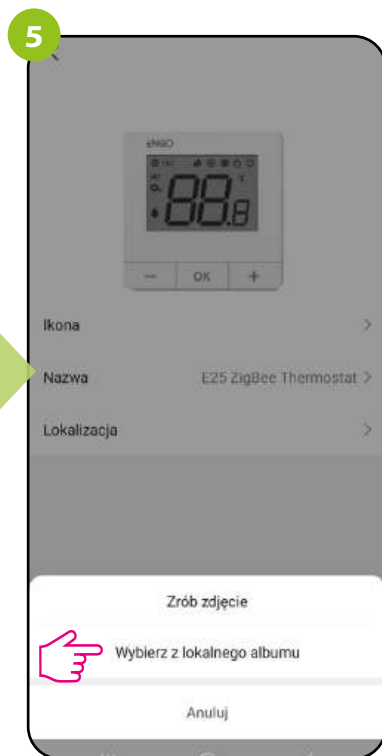 5
ENGO
88.8
— OK +
Ikona
Nazwa E25 ZigBee Thermostat
Lokalizacja
Zrób zdjęcie
Wybierz z lokalnego albumu
Anuluj